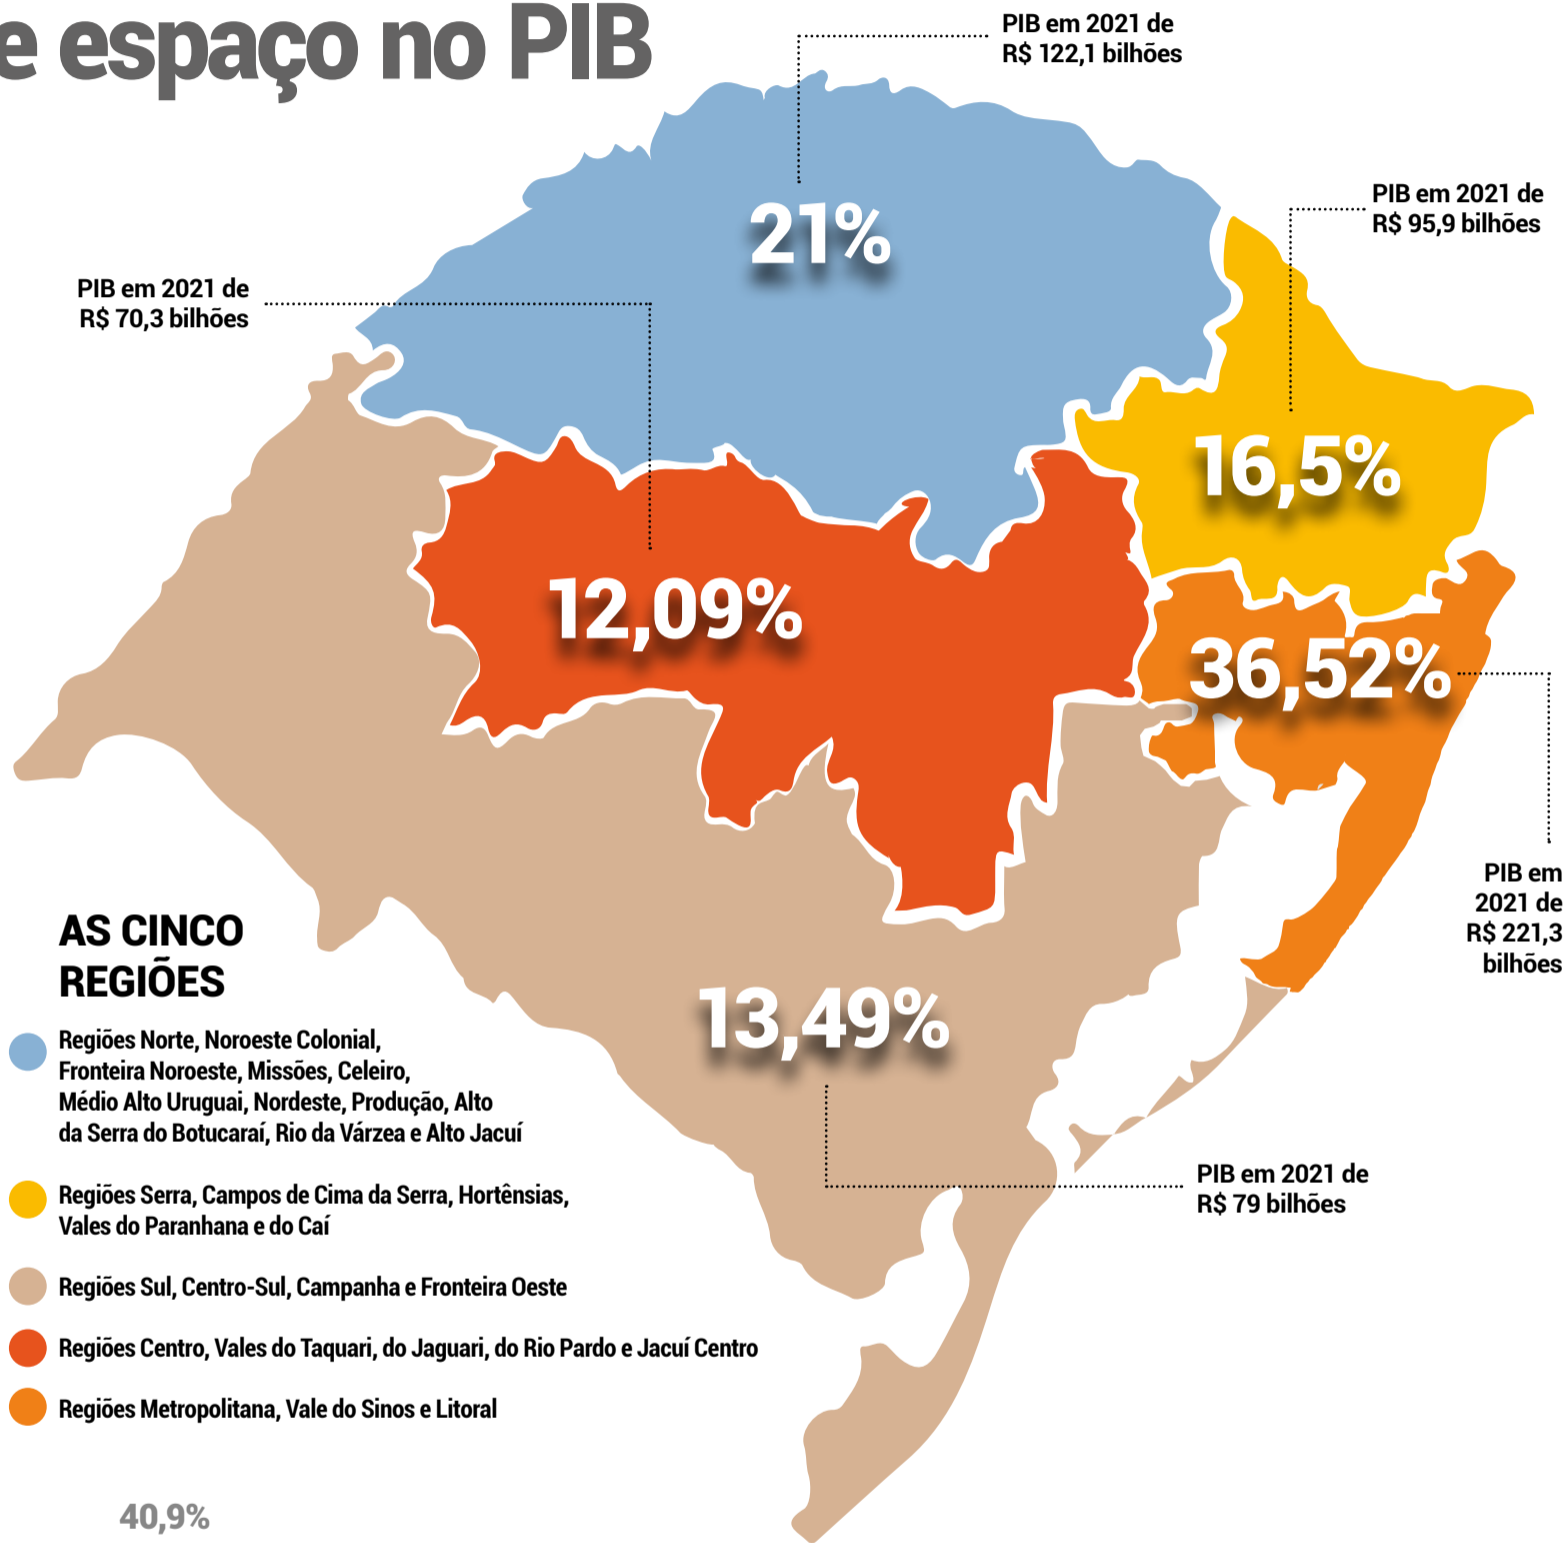 e espaço no PIB
PIB em 2021 de
R$ 122,1 bilhões
21%
PIB em 2021 de
R$ 95,9 bilhões
16,5%
PIB em 2021 de
R$ 70,3 bilhões
12,09%
36,52%
PIB em
2021 de
R$ 221,3
bilhões
13,49%
PIB em 2021 de
R$ 79 bilhões
AS CINCO
REGIÕES
Regiões Norte, Noroeste Colonial,
Fronteira Noroeste, Missões, Celeiro,
Médio Alto Uruguai, Nordeste, Produção, Alto
da Serra do Botucaraí, Rio da Várzea e Alto Jacuí
Regiões Serra, Campos de Cima da Serra, Hortênsias,
Vales do Paranhana e do Caí
Regiões Sul, Centro-Sul, Campanha e Fronteira Oeste
Regiões Centro, Vales do Taquari, do Jaguari, do Rio Pardo e Jacuí Centro
Regiões Metropolitana, Vale do Sinos e Litoral
40,9%